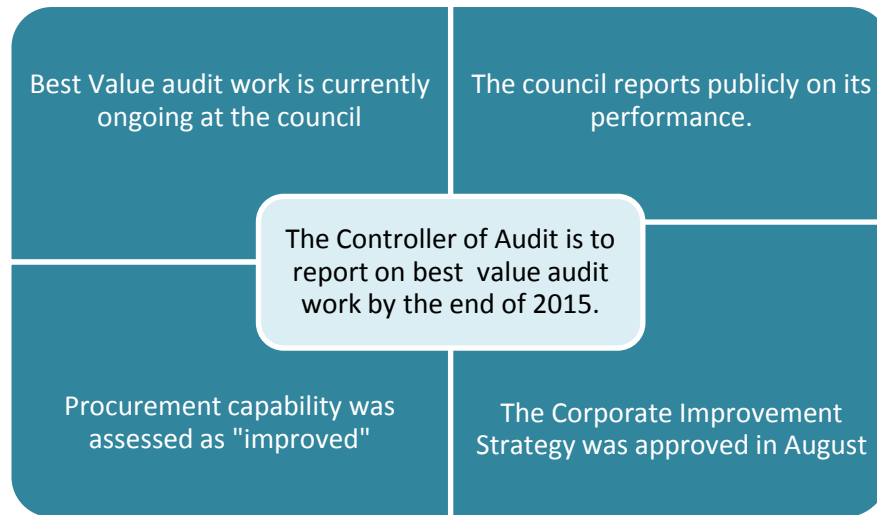 Best Value audit work is currently
ongoing at the council
The council reports publicly on its
performance.
The Controller of Audit is to
report on best value audit
work by the end of 2015.
Procurement capability was
assessed as "improved"
The Corporate Improvement
Strategy was approved in August